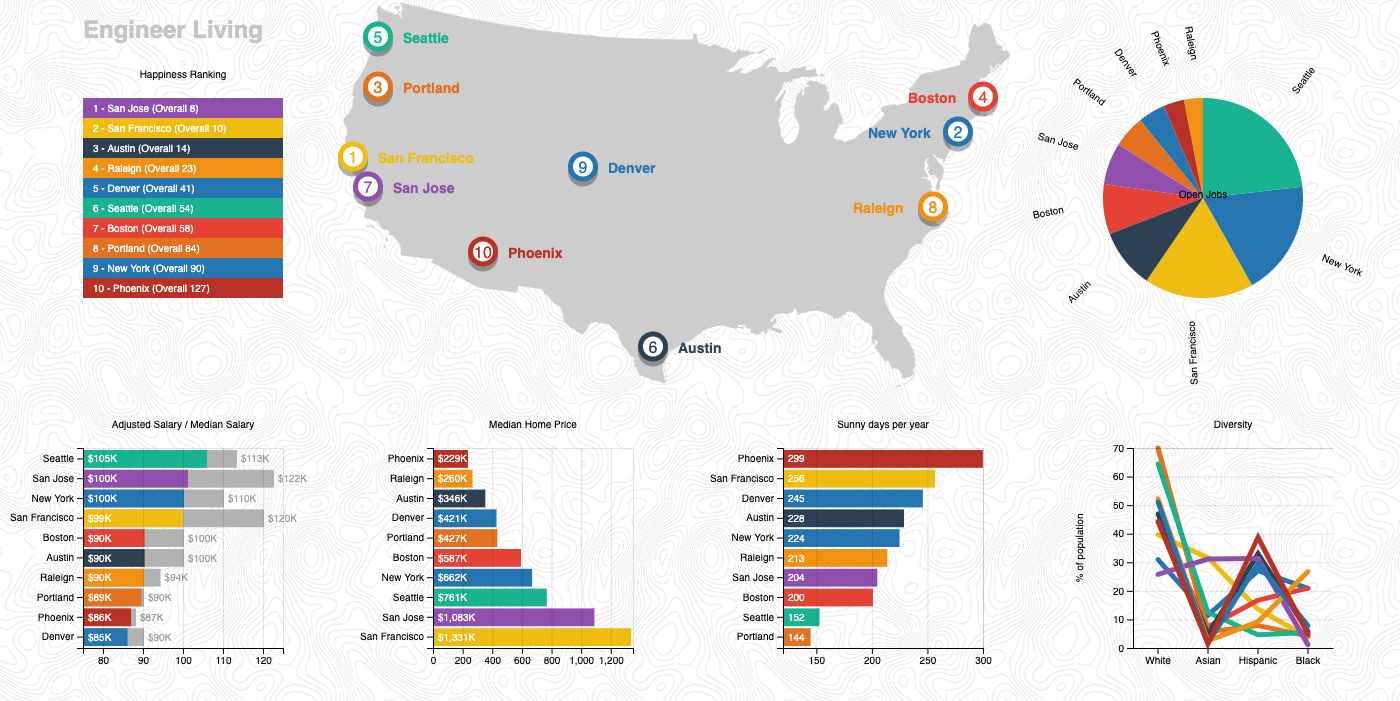 Engineer Living
Happiness Ranking
1 - San Jose (Overall 8)
2 - San Francisco (Overall 10)
3 - Austin (Overall 14)
4 - Raleign (Overall 23)
5 - Denver (Overall 41)
6 - Seattle (Overall 54)
7 - Boston (Overall 58)
8 - Portland (Overall 84)
9 - New York (Overall 90)
10 - Phoenix (Overall 127)
5 Seattle
3 Portland
1 San Francisco
7 San Jose
9 Denver
10 Phoenix
6 Austin
Boston 4
New York 2
Raleign 8
Seattle
New York
San Francisco
Austin
Boston
San Jose
Portland
Denver
Phoenix
Raleign
Open Jobs
Adjusted Salary / Median Salary
Seattle $105K $113K
San Jose $100K $122K
New York $100K $110K
San Francisco $99K $120K
Boston $90K $100K
Austin $90K $100K
Raleign $90K $94K
Portland $89K $90K
Phoenix $86K $87K
Denver $85K $90K
80 90 100 110 120
Median Home Price
Phoenix $229K
Raleign $260K
Austin $346K
Denver $421K
Portland $427K
Boston $587K
New York $662K
Seattle $761K
San Jose $1,083K
San Francisco $1,331K
0 200 400 600 800 1,000 1,200
Sunny days per year
Phoenix 299
San Francisco 256
Denver 245
Austin 228
New York 224
Raleign 213
San Jose 204
Boston 200
Seattle 152
Portland 144
150 200 250 300
Diversity
% of population
70
60
50
40
30
20
10
0
White Asian Hispanic Black